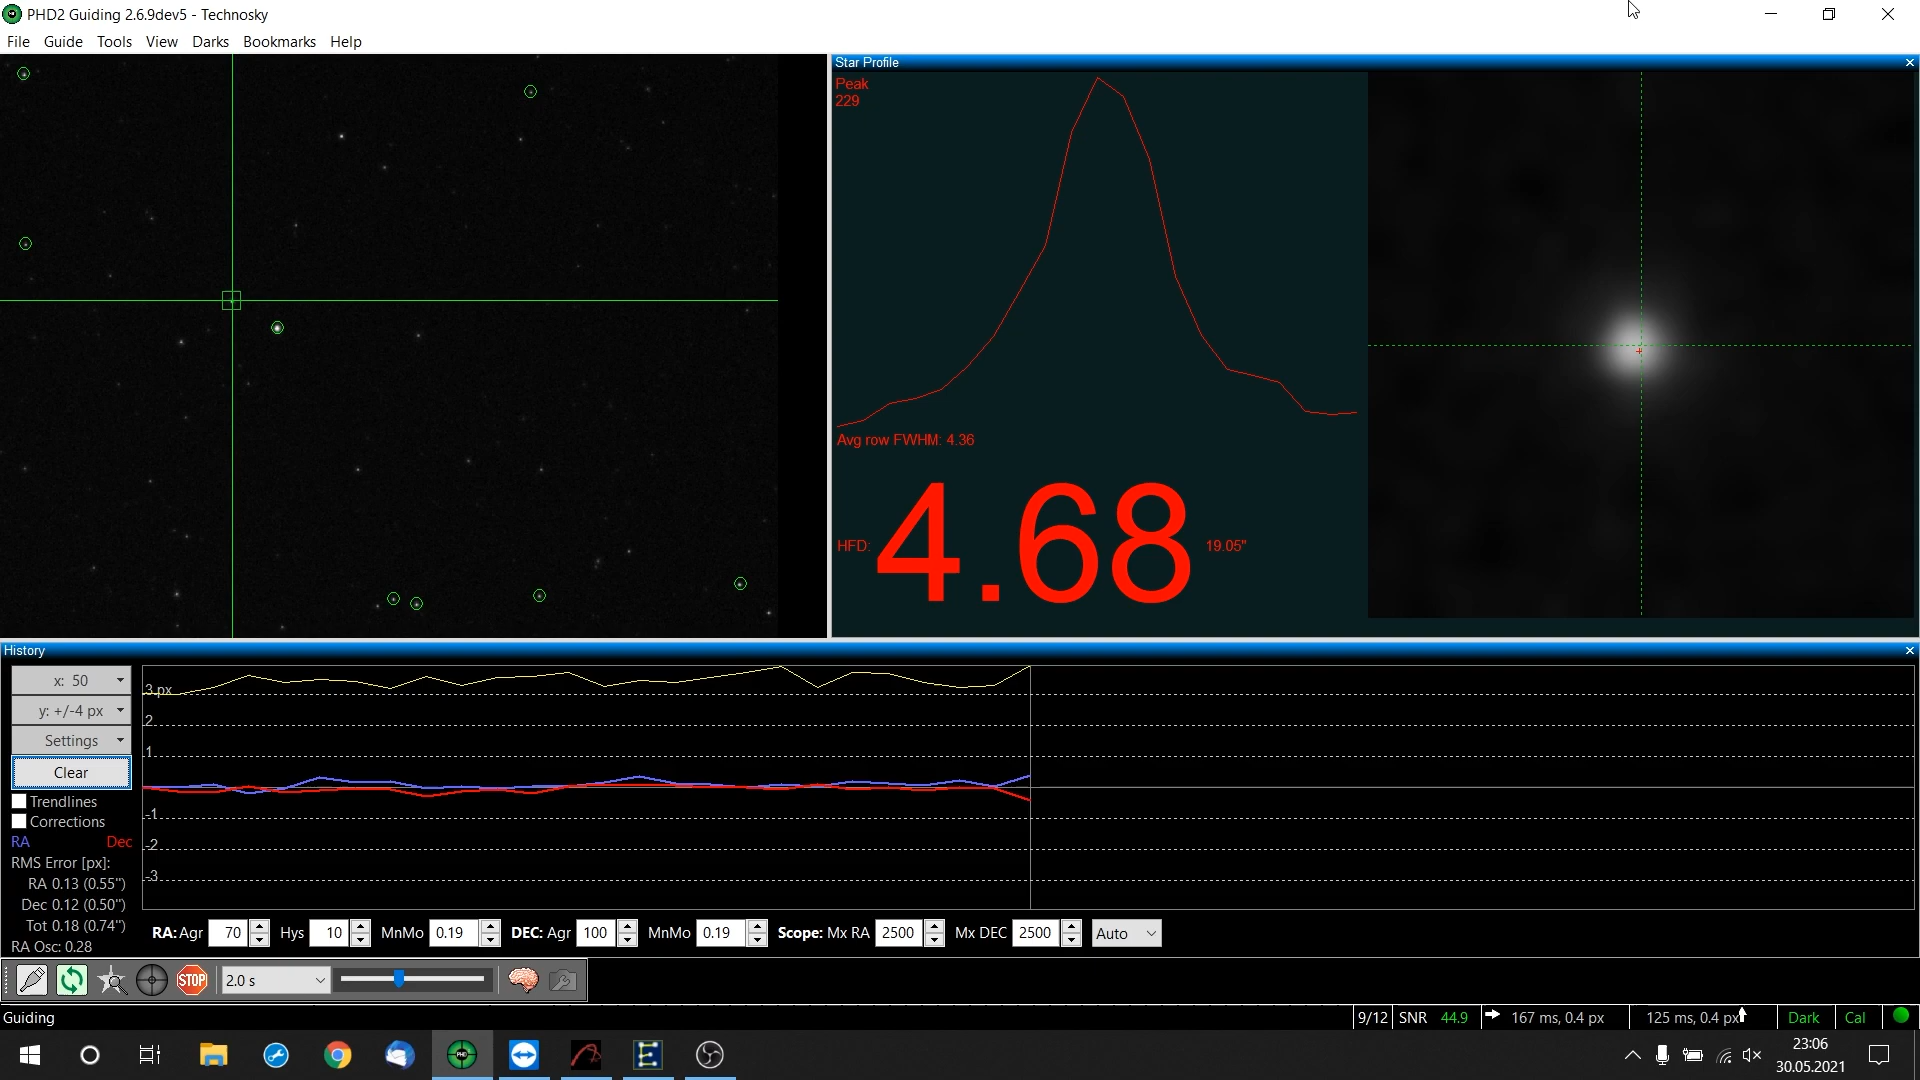 PHD2 Guiding 2.6.9dev5 - Technosky
File Guide Tools View Darks Bookmarks Help
Star Profile
Peak
229
Avg row FWHM: 4.36
HFD: 4.68 19.05"
History
x: 50
y: +/-4 px
Settings
Clear
Trendlines
Corrections
RA Dec
RMS Error [px]:
RA 0.13 (0.55")
Dec 0.12 (0.50")
Tot 0.18 (0.74")
RA Osc: 0.28
3 px
2
1
-1
-2
-3
RA: Agr 70 Hys 10 MnMo 0.19 DEC: Agr 100 MnMo 0.19 Scope: Mx RA 2500 Mx DEC 2500 Auto
STOP 2.0 s
Guiding 9/12 SNR 44.9 167 ms, 0.4 px 125 ms, 0.4 px Dark Cal
PHD
E
23:06
30.05.2021